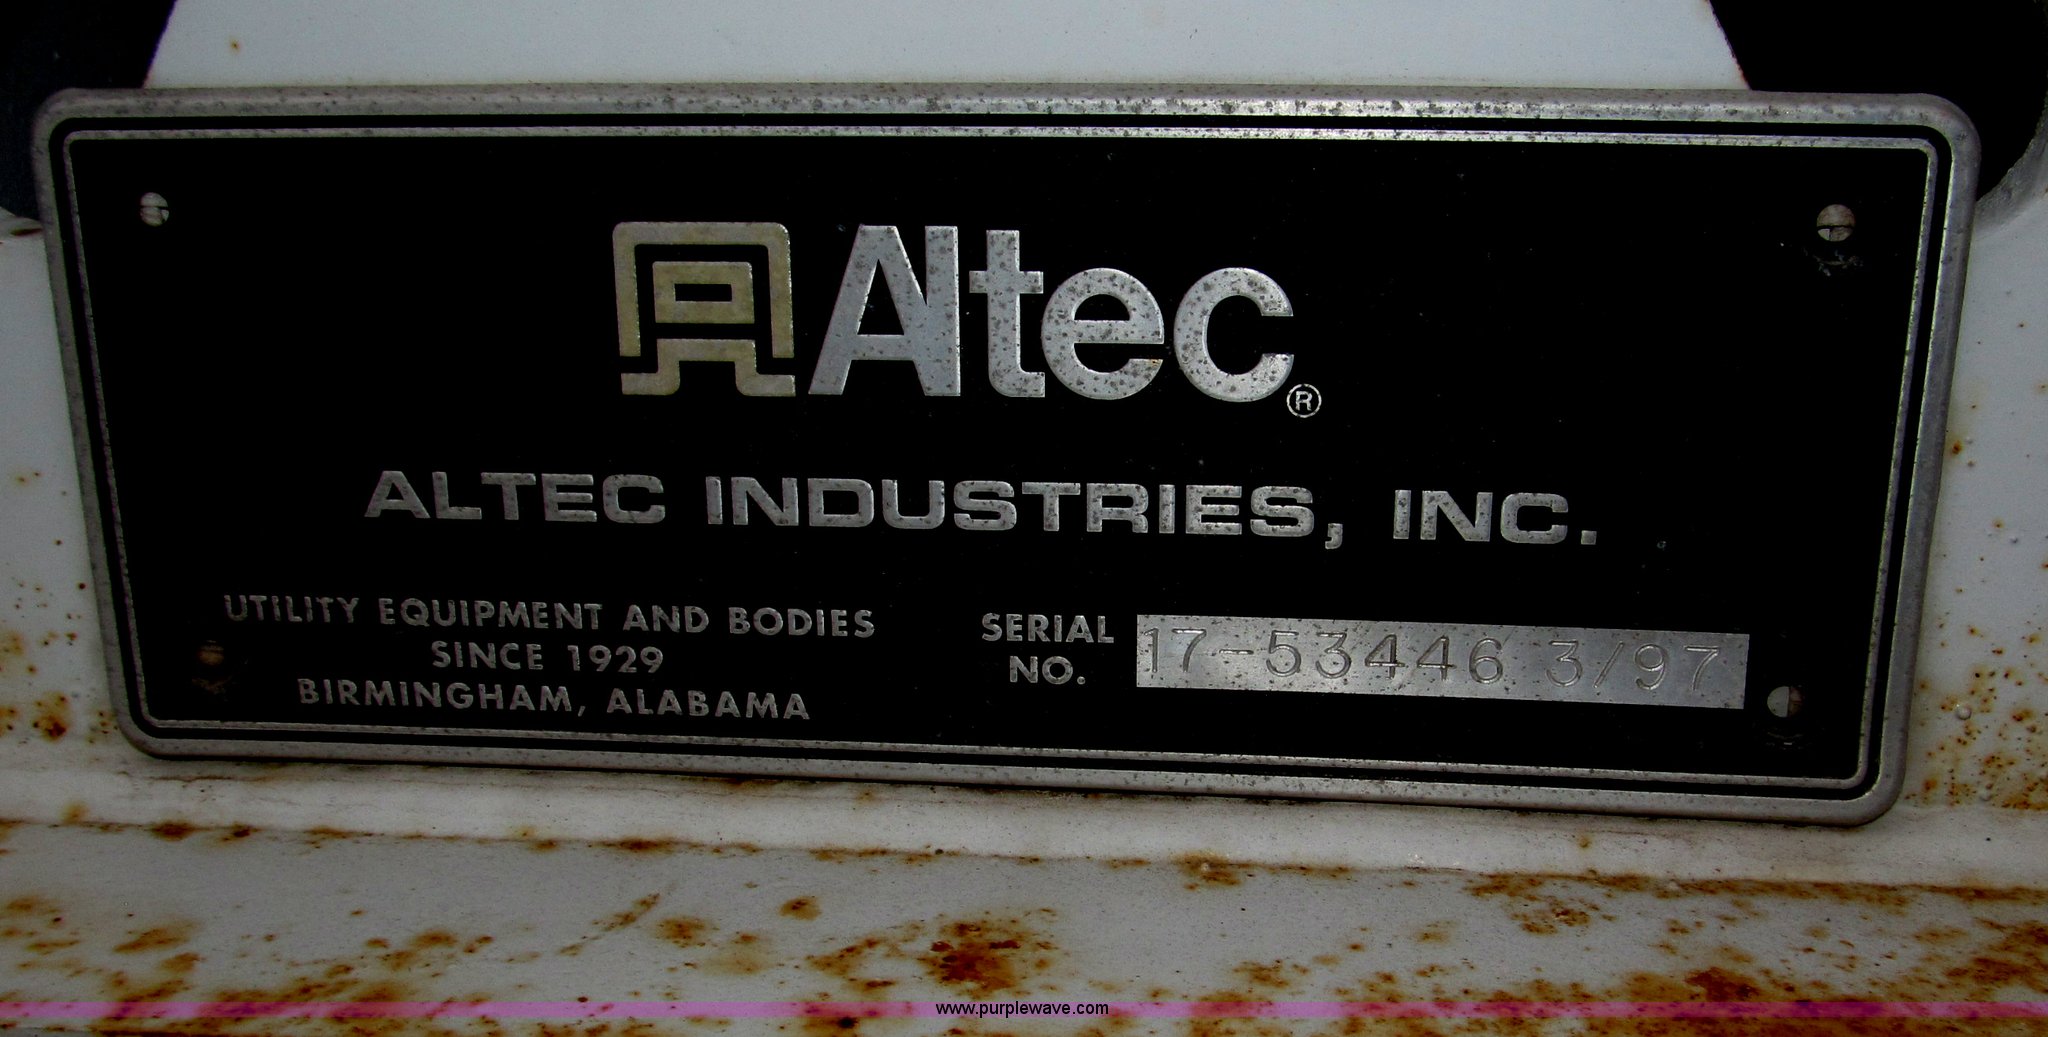 Altec®
ALTEC INDUSTRIES, INC.
UTILITY EQUIPMENT AND BODIES
SINCE 1929
BIRMINGHAM, ALABAMA
SERIAL
NO.
17-53446 3/97
www.purplewave.com